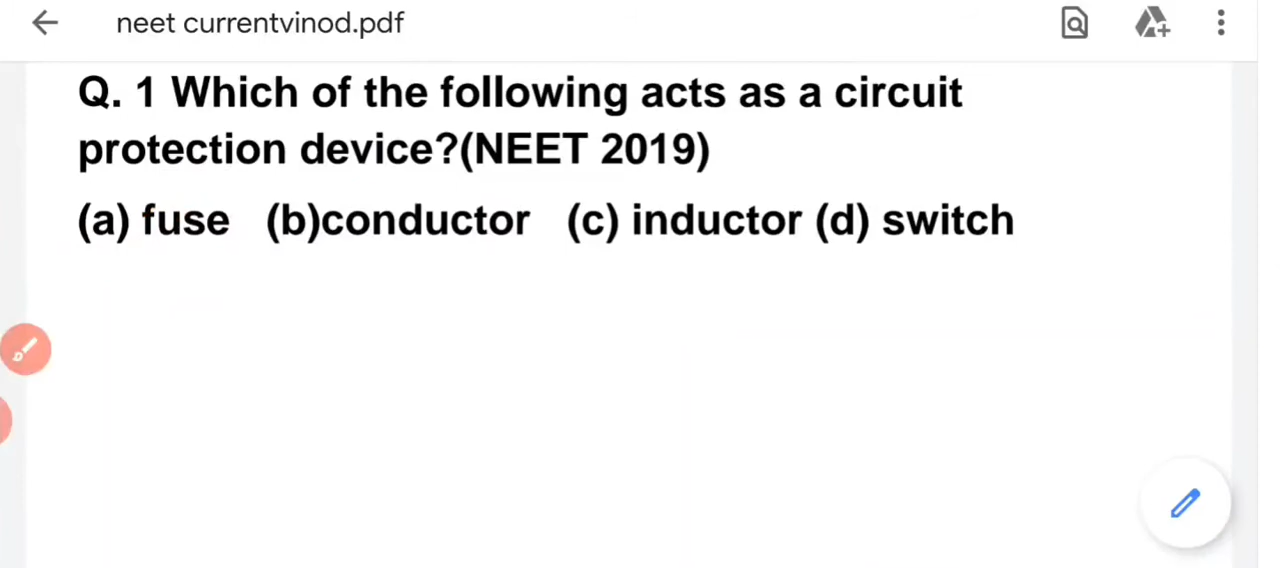 neet currentvinod.pdf
Q. 1 Which of the following acts as a circuit
protection device?(NEET 2019)
(a) fuse (b)conductor (c) inductor (d) switch